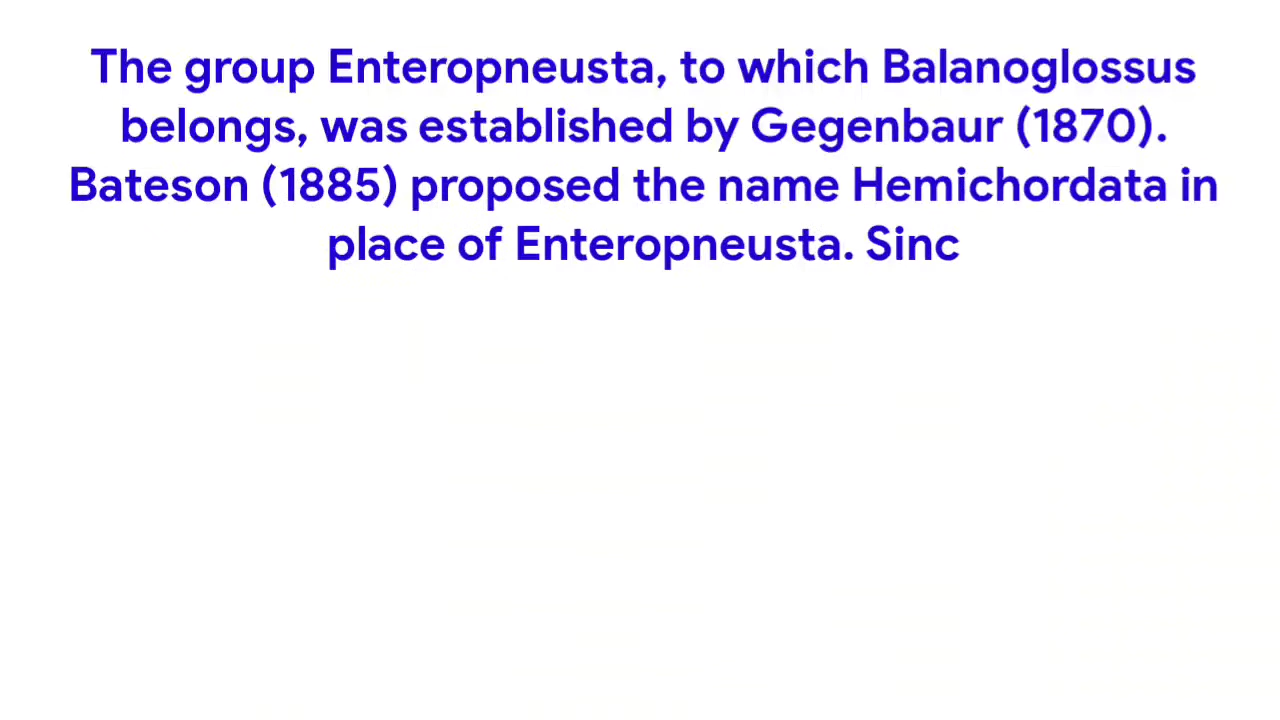 The group Enteropneusta, to which Balanoglossus
belongs, was established by Gegenbaur (1870).
Bateson (1885) proposed the name Hemichordata in
place of Enteropneusta. Sinc